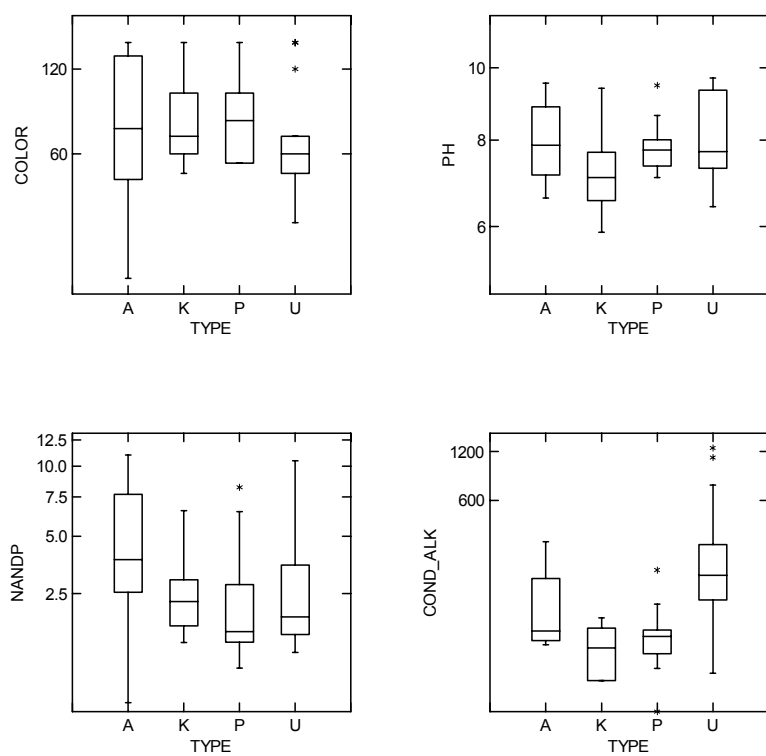 120
60
COLOR
A K P U
TYPE
10
8
6
PH
A K P U
TYPE
12.5
10.0
7.5
5.0
2.5
NANDP
A K P U
TYPE
1200
600
COND_ALK
A K P U
TYPE